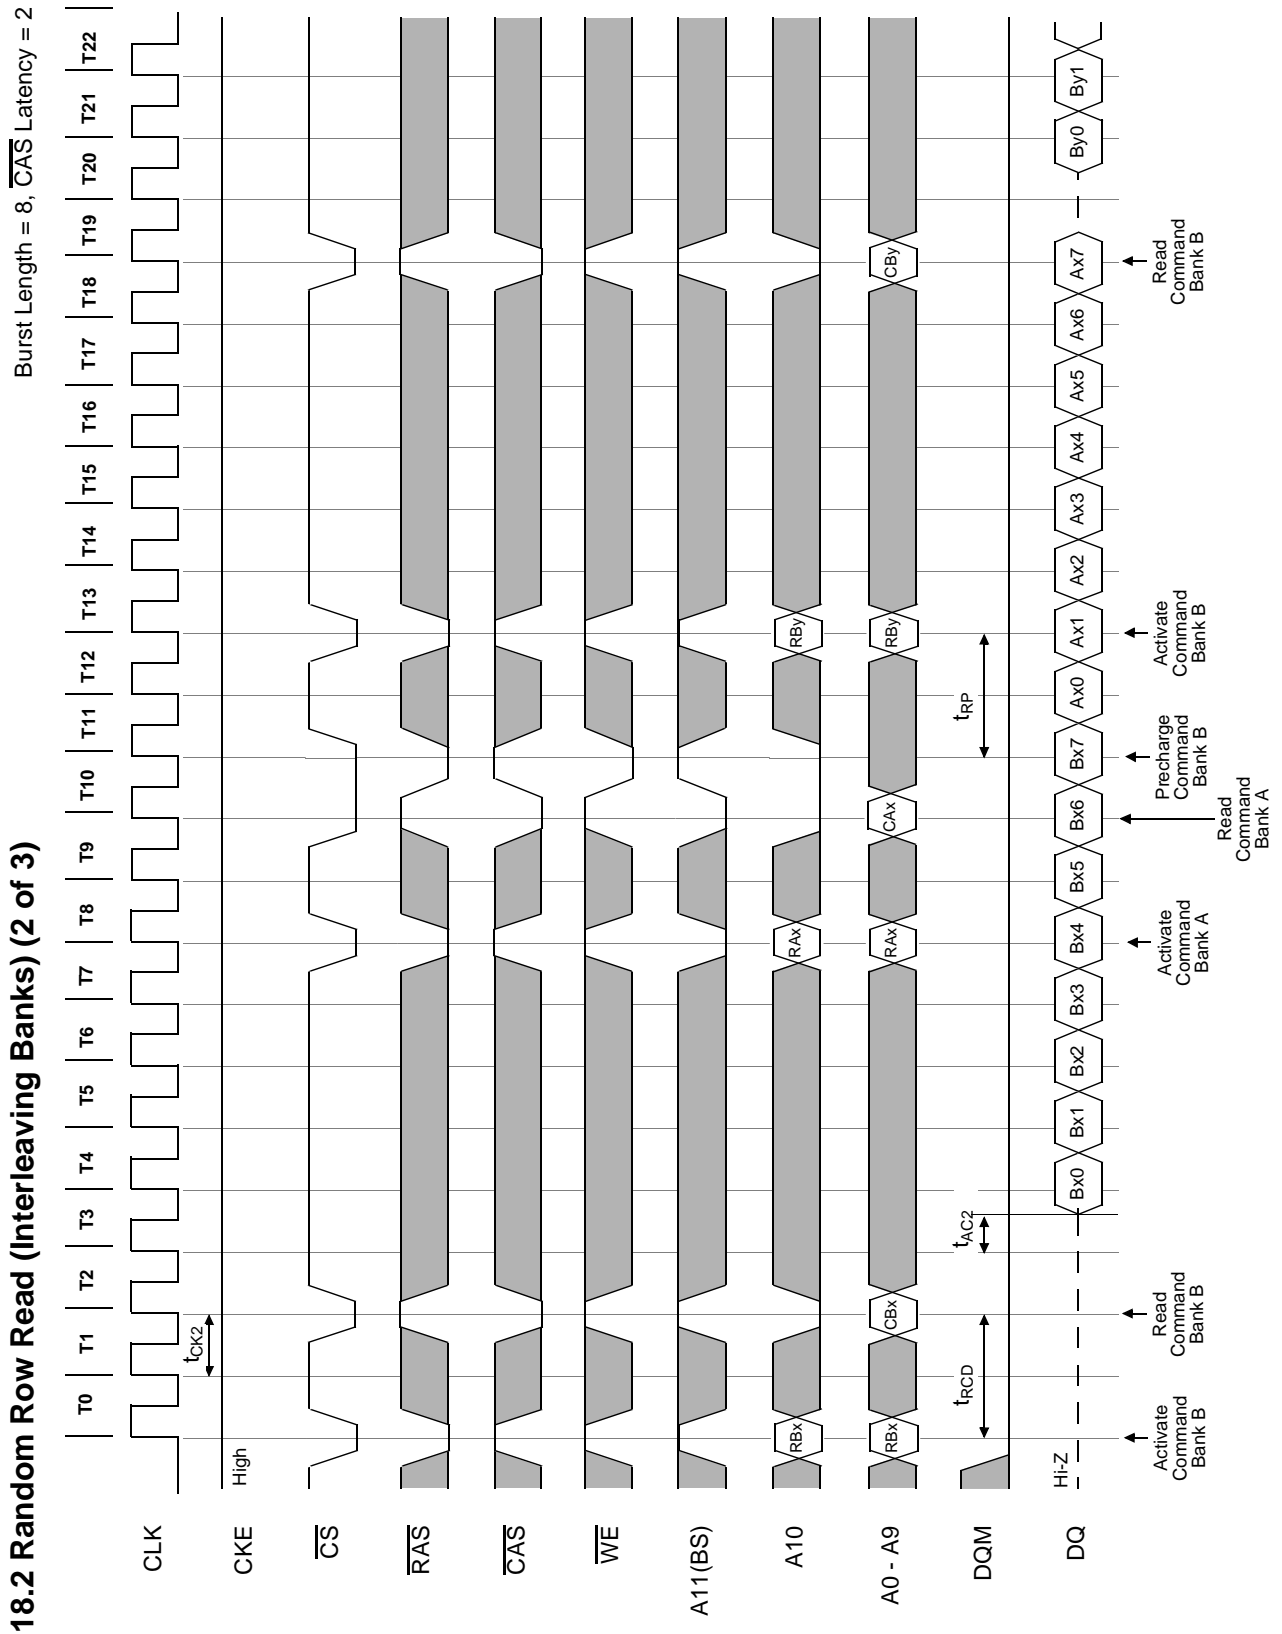 18.2 Random Row Read (Interleaving Banks) (2 of 3)
Burst Length = 8, CAS Latency = 2
T0 T1 T2 T3 T4 T5 T6 T7 T8 T9 T10 T11 T12 T13 T14 T15 T16 T17 T18 T19 T20 T21 T22
CLK
tCK2
CKE
High
CS
RAS
CAS
WE
A11(BS)
A10
RBx RAx RBy
A0 - A9
RBx CBx RAx CAx RBy CBy
DQM
tRCD tAC2 tRP
DQ
Hi-Z
Bx0 Bx1 Bx2 Bx3 Bx4 Bx5 Bx6 Bx7 Ax0 Ax1 Ax2 Ax3 Ax4 Ax5 Ax6 Ax7 By0 By1
Activate
Command
Bank B
Read
Command
Bank B
Activate
Command
Bank A
Read
Command
Bank A
Precharge
Command
Bank B
Activate
Command
Bank B
Read
Command
Bank B